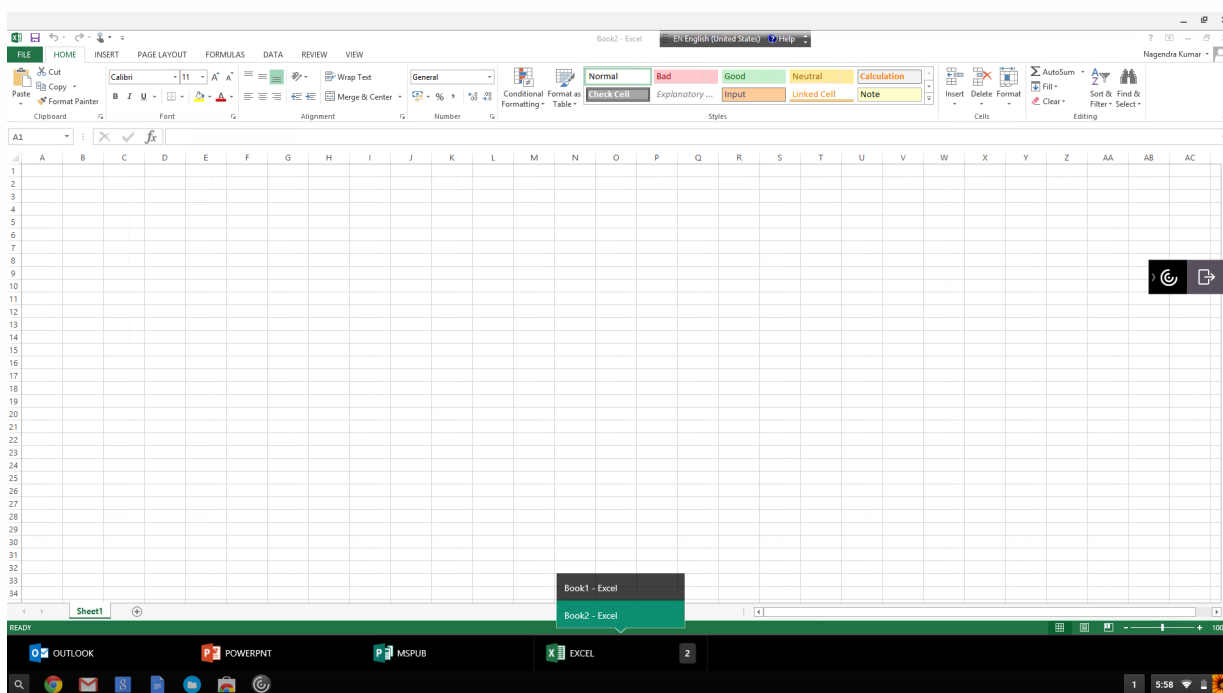 Book2 - Excel EN English (United States) Help
FILE HOME INSERT PAGE LAYOUT FORMULAS DATA REVIEW VIEW Nagendra Kumar
Cut Calibri 11 A A Wrap Text General Normal Bad Good Neutral Calculation AutoSum
Copy Fill
Paste Format Painter B I U A Merge & Center % , Conditional Format as Check Cell Explanatory ... Input Linked Cell Note Insert Delete Format Clear Sort & Find &
Formatting Table Filter Select
Clipboard Font Alignment Number Styles Cells Editing
A1 fx
A B C D E F G H I J K L M N O P Q R S T U V W X Y Z AA AB AC
1
2
3
4
5
6
7
8
9
10
11
12
13
14
15
16
17
18
19
20
21
22
23
24
25
26
27
28
29
30
31
32
33
34
Book1 - Excel
Book2 - Excel
Sheet1
READY 100
OUTLOOK POWERPNT MSPUB EXCEL 2
1 5:58